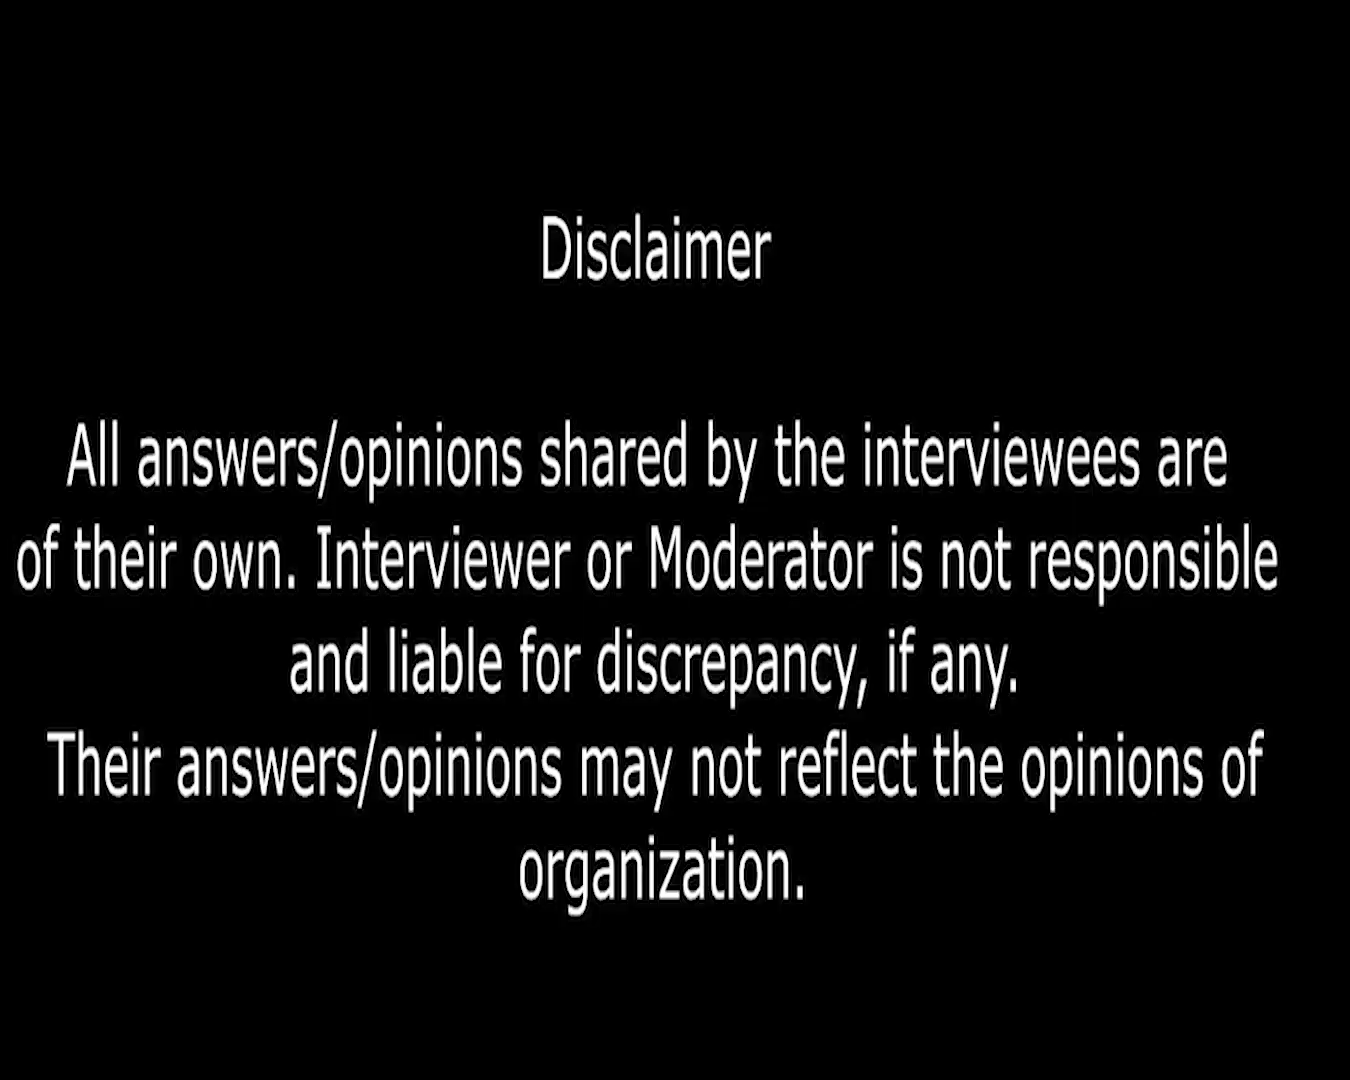 Disclaimer
All answers/opinions shared by the interviewees are
of their own. Interviewer or Moderator is not responsible
and liable for discrepancy, if any.
Their answers/opinions may not reflect the opinions of
organization.